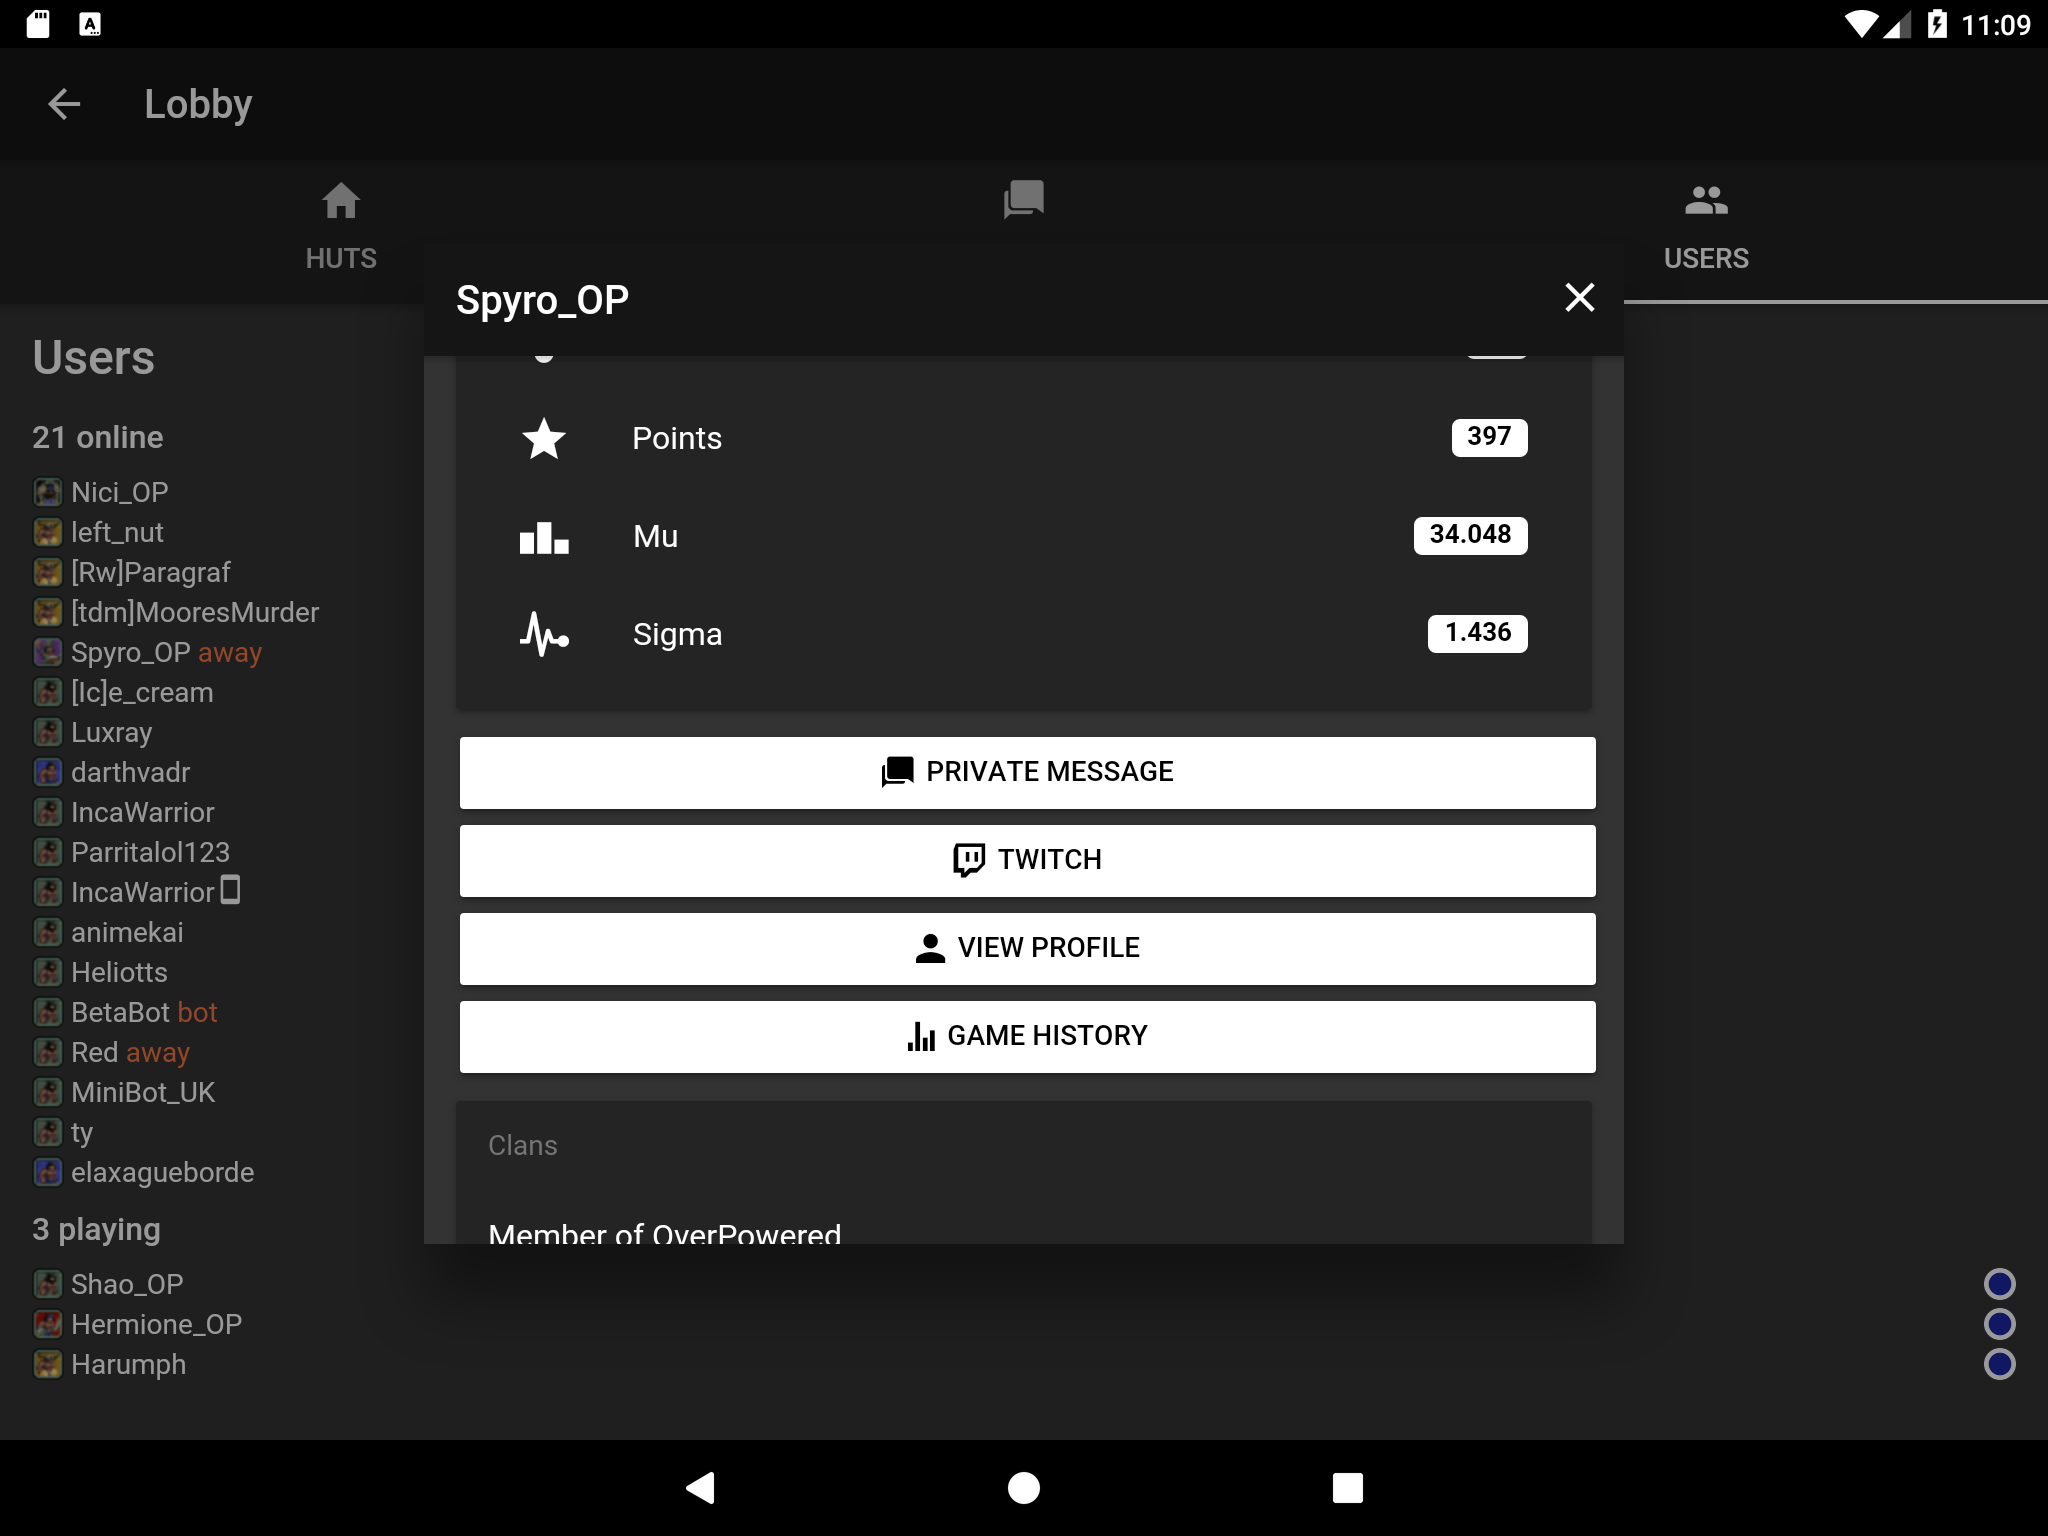 11:09
Lobby
HUTS
USERS
Spyro_OP
Users
21 online
Nici_OP
left_nut
[Rw]Paragraf
[tdm]MooresMurder
Spyro_OP away
[Ic]e_cream
Luxray
darthvadr
IncaWarrior
Parritalol123
IncaWarrior
animekai
Heliotts
BetaBot bot
Red away
MiniBot_UK
ty
elaxagueborde
3 playing
Shao_OP
Hermione_OP
Harumph
Points 397
Mu 34.048
Sigma 1.436
PRIVATE MESSAGE
TWITCH
VIEW PROFILE
GAME HISTORY
Clans
Member of OverPowered